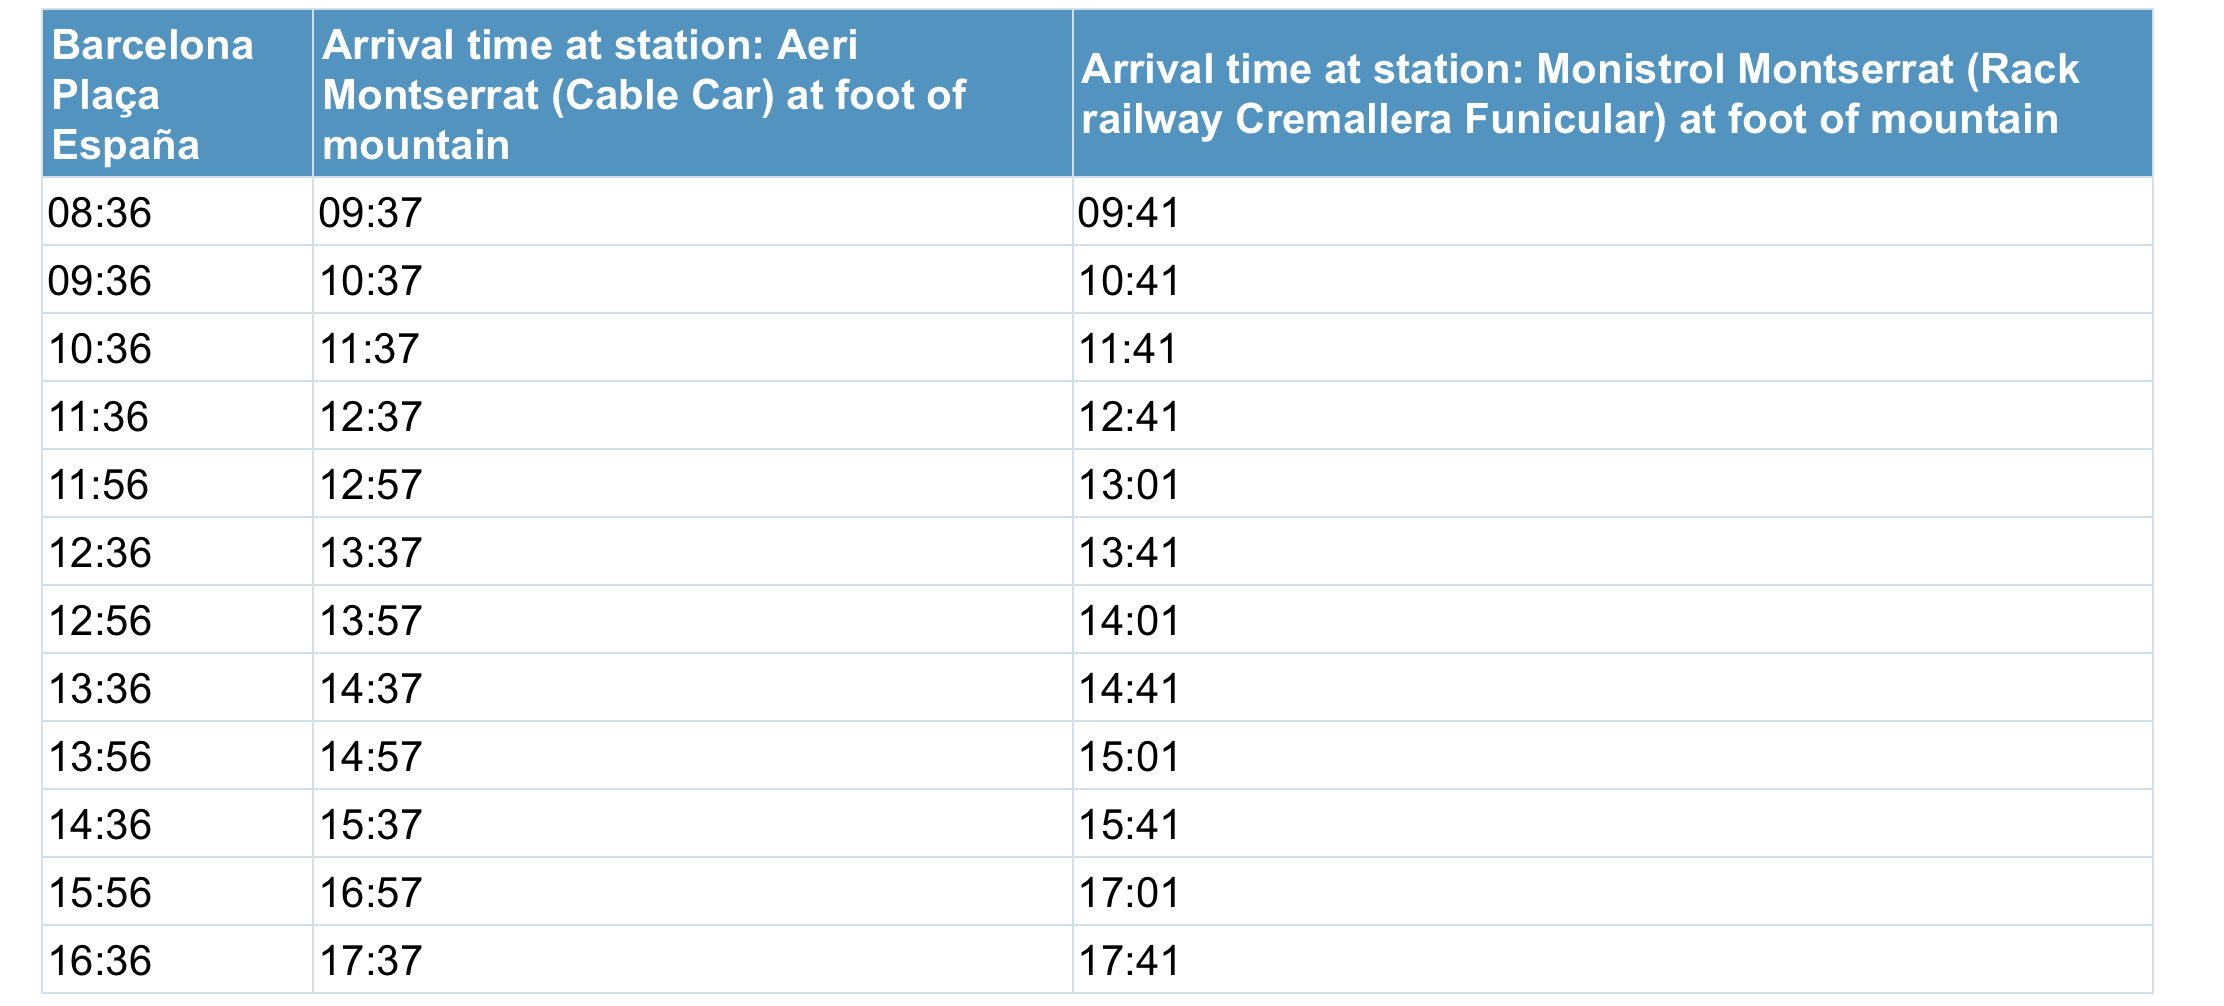 Barcelona
Plaça
España
Arrival time at station: Aeri
Montserrat (Cable Car) at foot of
mountain
Arrival time at station: Monistrol Montserrat (Rack
railway Cremallera Funicular) at foot of mountain
08:36 09:37 09:41
09:36 10:37 10:41
10:36 11:37 11:41
11:36 12:37 12:41
11:56 12:57 13:01
12:36 13:37 13:41
12:56 13:57 14:01
13:36 14:37 14:41
13:56 14:57 15:01
14:36 15:37 15:41
15:56 16:57 17:01
16:36 17:37 17:41